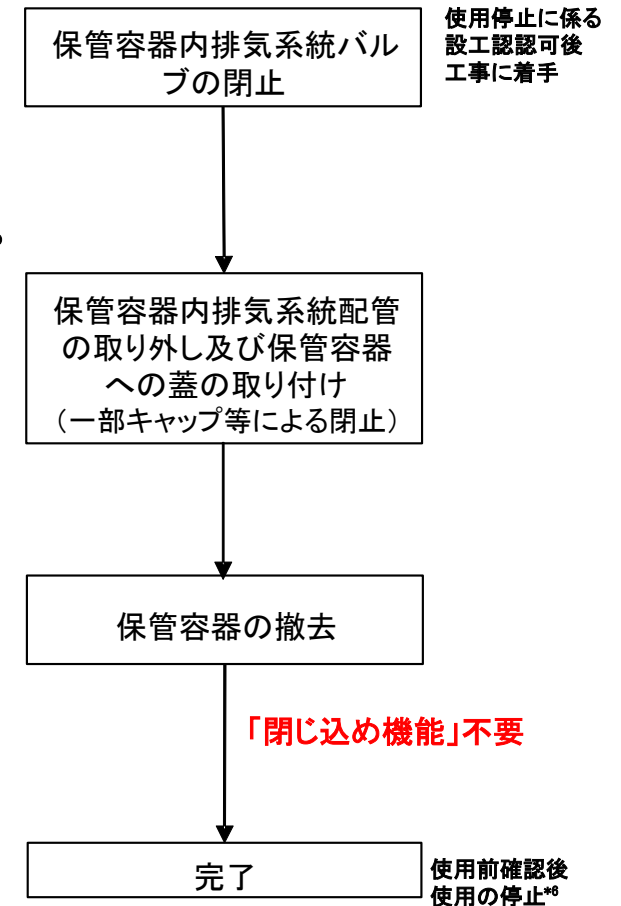 保管容器内排気系統バル
ブの閉止
使用停止に係る
設工認認可後
工事に着手
。
保管容器内排気系統配管
の取り外し及び保管容器
への蓋の取り付け
（一部キャップ等による閉止）
保管容器の撤去
「閉じ込め機能」不要
完了
使用前確認後
使用の停止*6